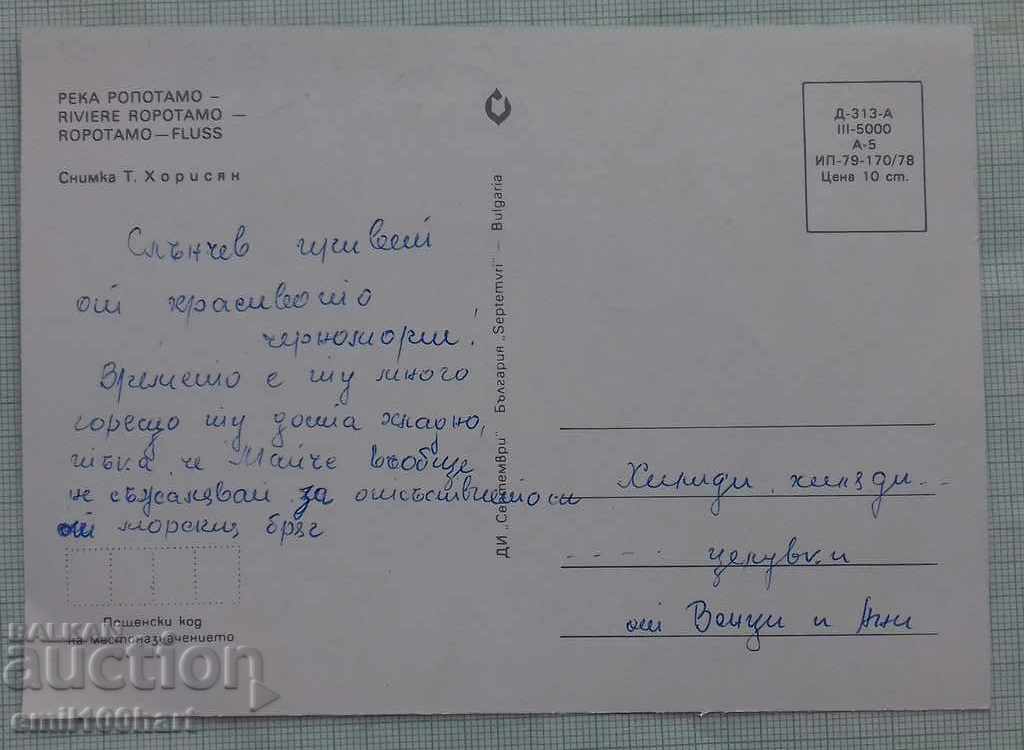 РЕКА РОПОТАМО –
RIVIERE ROPOTAMO —
ROPOTAMO—FLUSS
Снимка Т. Хорисян
Слънчев привет
от красивото
черноморие!
Времето е ту много
горещо ту доста хладно,
тъка, че Майче въобще
не съжалявай за отсъствието си
от морския бряг
Пощенски код
на местоназначението
ДИ „Септември" България „Septemvri" – Bulgaria
Д-313-А
III-5000
А-5
ИП-79-170/78
Цена 10 ст.
Хиляди, хиляди...
целувки
от Венци и Ани
BALKAN
auction
emil100hart